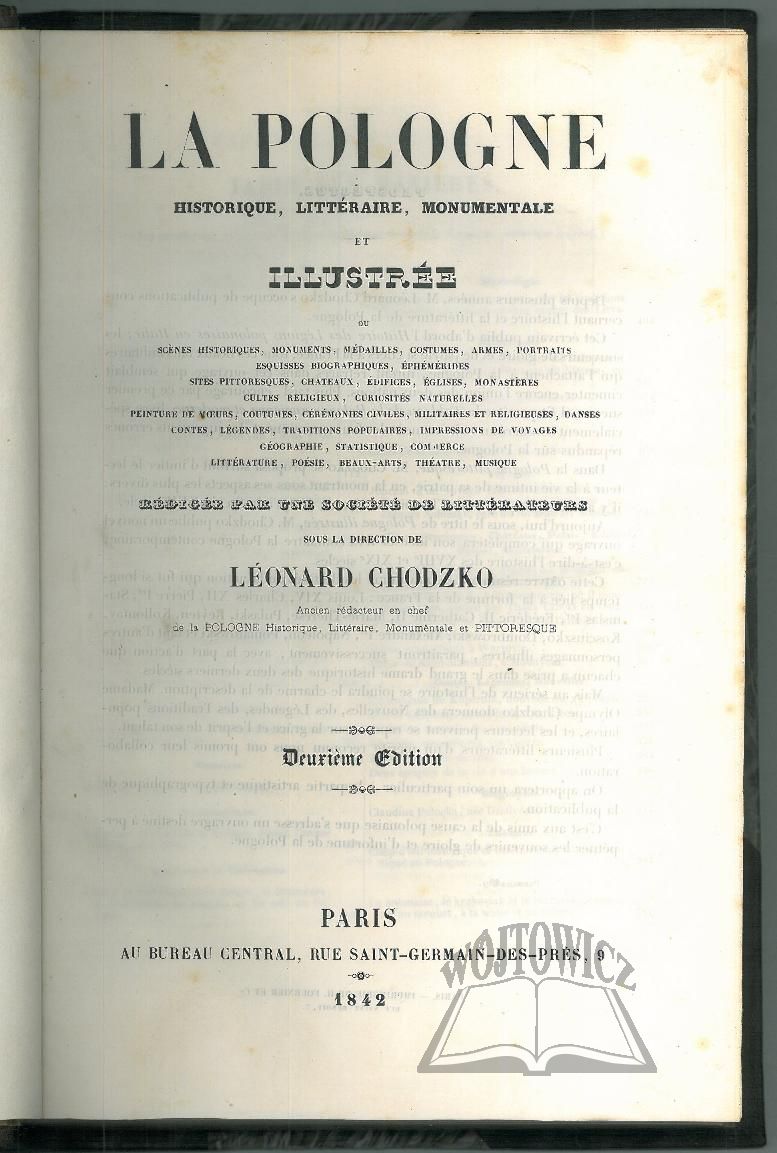 LA POLOGNE
HISTORIQUE, LITTÉRAIRE, MONUMENTALE
ET
ILLUSTRÉE
OU
SCÈNES HISTORIQUES, MONUMENTS, MÉDAILLES, COSTUMES, ARMES, PORTRAITS
ESQUISSES BIOGRAPHIQUES, ÉPHÉMÉRIDES
SITES PITTORESQUES, CHATEAUX, ÉDIFICES, ÉGLISES, MONASTÈRES
CULTES RELIGIEUX, CURIOSITÉS NATURELLES
PEINTURE DE MŒURS, COUTUMES, CÉRÉMONIES CIVILES, MILITAIRES ET RELIGIEUSES, DANSES
CONTES, LÉGENDES, TRADITIONS POPULAIRES, IMPRESSIONS DE VOYAGES
GÉOGRAPHIE, STATISTIQUE, COMMERCE
LITTÉRATURE, POÉSIE, BEAUX-ARTS, THÉATRE, MUSIQUE
RÉDIGÉE PAR UNE SOCIÉTÉ DE LITTÉRATEURS
SOUS LA DIRECTION DE
LÉONARD CHODZKO
Ancien rédacteur en chef
de la POLOGNE Historique, Littéraire, Monumentale et PITTORESQUE
Deuxième Edition
PARIS
AU BUREAU CENTRAL, RUE SAINT-GERMAIN-DES-PRÉS, 9
1842
WÓJTOWICZ